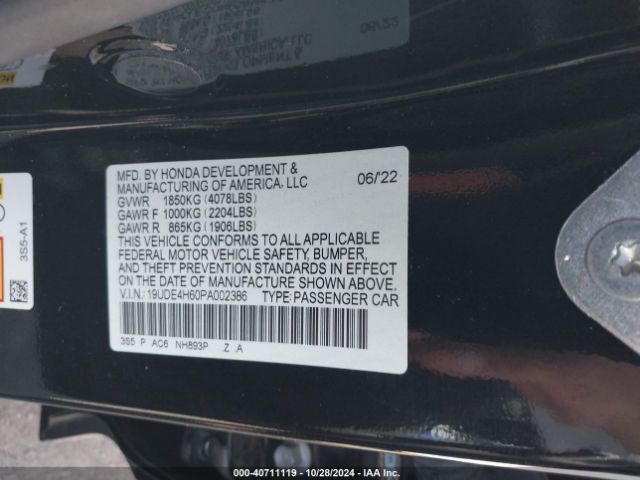 06/22
MFD. BY HONDA DEVELOPMENT &
MANUFACTURING OF AMERICA, LLC 06/'22
GVWR 1850KG (4078LBS)
GAWR F 1000KG (2204LBS)
GAWR R 865KG (1906LBS)
THIS VEHICLE CONFORMS TO ALL APPLICABLE
FEDERAL MOTOR VEHICLE SAFETY, BUMPER,
AND THEFT PREVENTION STANDARDS IN EFFECT
ON THE DATE OF MANUFACTURE SHOWN ABOVE.
V.I.N.: 19UDE4H60PA002386 TYPE: PASSENGER CAR
3S5 P AC6 NH893P Z A
3S5-A1
000-40711119 | 10/28/2024 | IAA Inc.